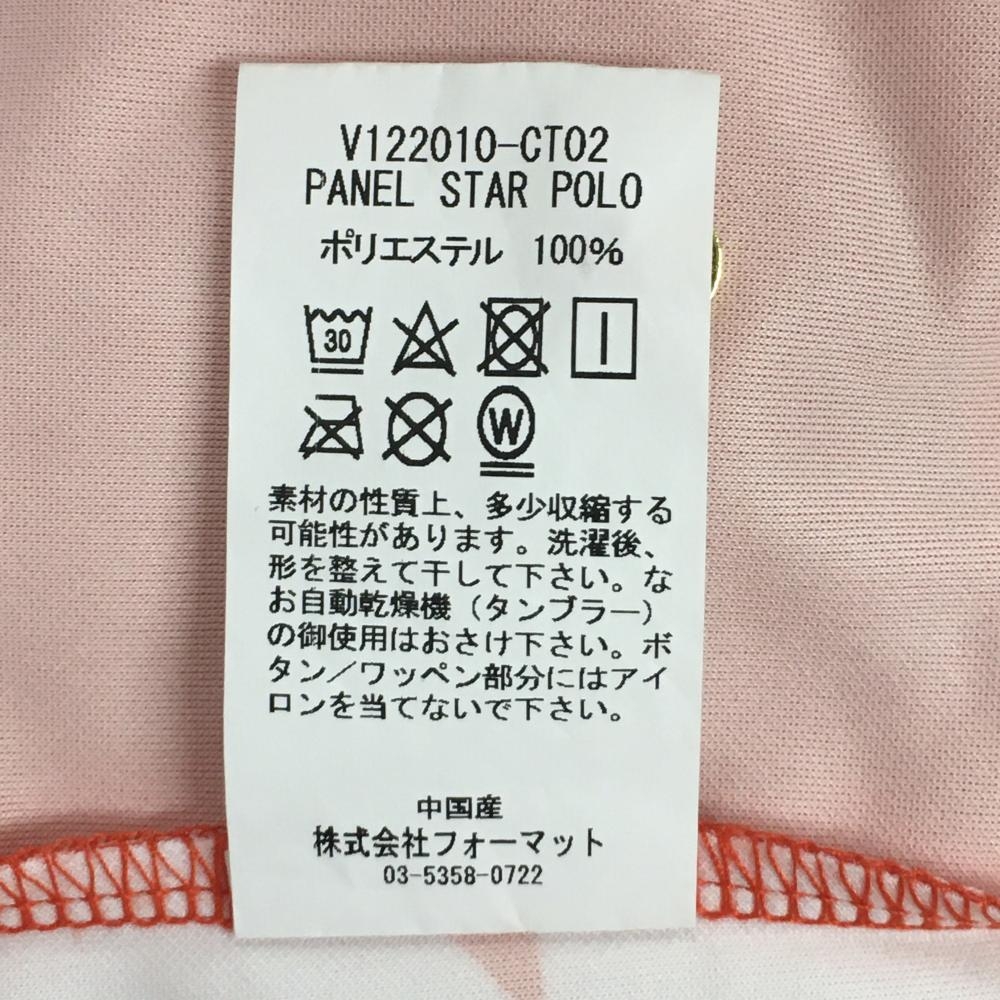 V122010-CT02
PANEL STAR POLO
ポリエステル 100%
30
W
素材の性質上、多少収縮する
可能性があります。洗濯後、
形を整えて干して下さい。な
お自動乾燥機（タンブラー）
の御使用はおさけ下さい。ボ
タン／ワッペン部分にはアイ
ロンを当てないで下さい。
中国産
株式会社フォーマット
03-5358-0722